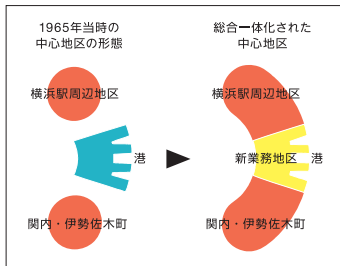 1965年当時の
中心地区の形態
横浜駅周辺地区
港
関内・伊勢佐木町
総合一体化された
中心地区
横浜駅周辺地区
新業務地区
港
関内・伊勢佐木町